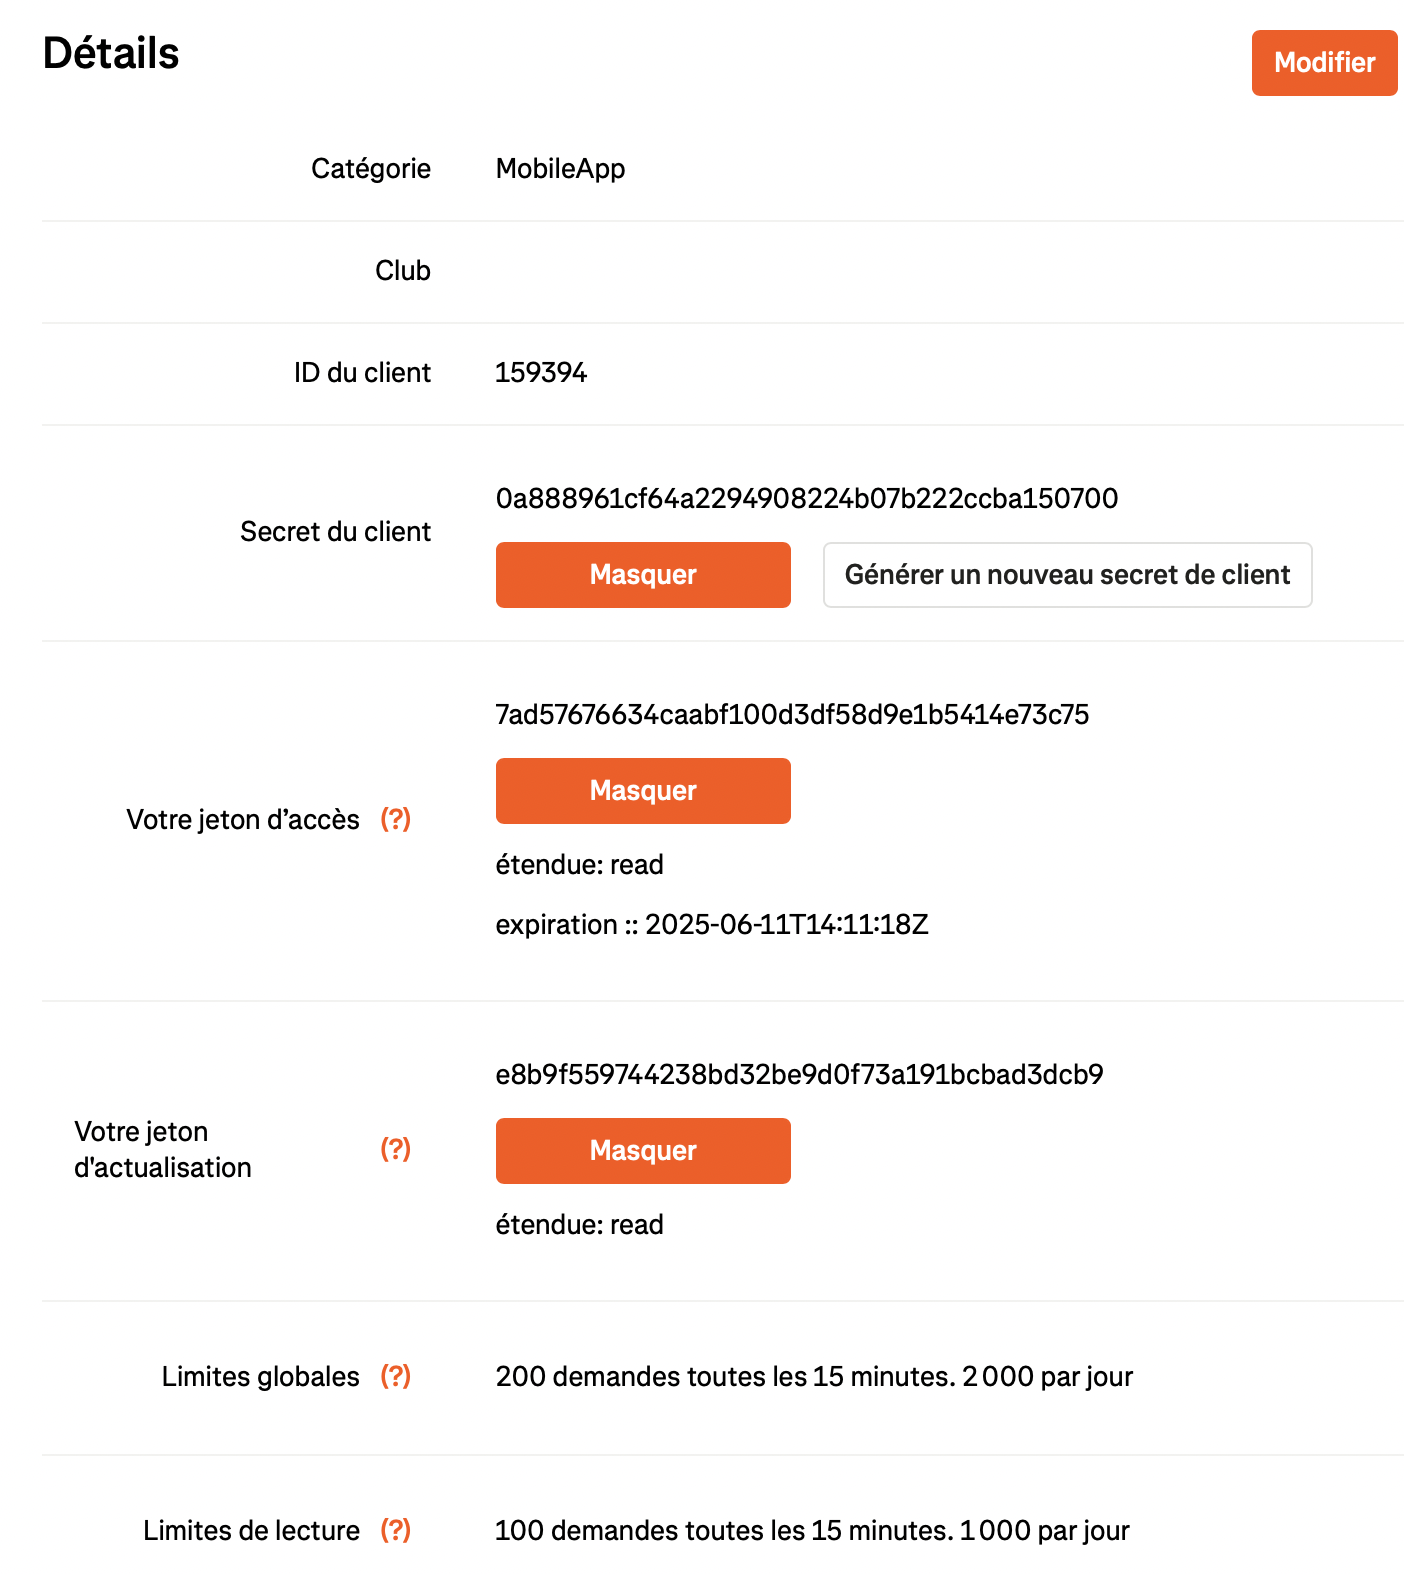 Détails
Modifier
Catégorie MobileApp
Club
ID du client 159394
0a888961cf64a2294908224b07b222ccba150700
Secret du client
Masquer Générer un nouveau secret de client
7ad57676634caabf100d3df58d9e1b5414e73c75
Masquer
Votre jeton d’accès (?)
étendue: read
expiration :: 2025-06-11T14:11:18Z
e8b9f559744238bd32be9d0f73a191bcbad3dcb9
Votre jeton
d'actualisation (?)
Masquer
étendue: read
Limites globales (?) 200 demandes toutes les 15 minutes. 2 000 par jour
Limites de lecture (?) 100 demandes toutes les 15 minutes. 1 000 par jour